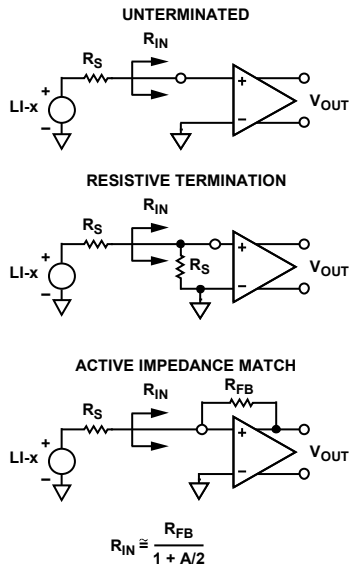 UNTERMINATED
R_IN
R_S
LI-x
+
−
+
−
V_OUT
RESISTIVE TERMINATION
R_IN
R_S
R_S
LI-x
+
−
+
−
V_OUT
ACTIVE IMPEDANCE MATCH
R_FB
R_IN
R_S
LI-x
+
−
+
−
V_OUT
R_IN ≅ R_FB / (1 + A/2)